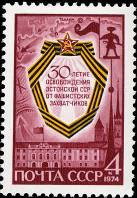 30-ЛЕТИЕ
ОСВОБОЖДЕНИЯ
ЭСТОНСКОЙ ССР
ОТ ФАШИСТСКИХ
ЗАХВАТЧИКОВ
ПОЧТА СССР
4 К
1974